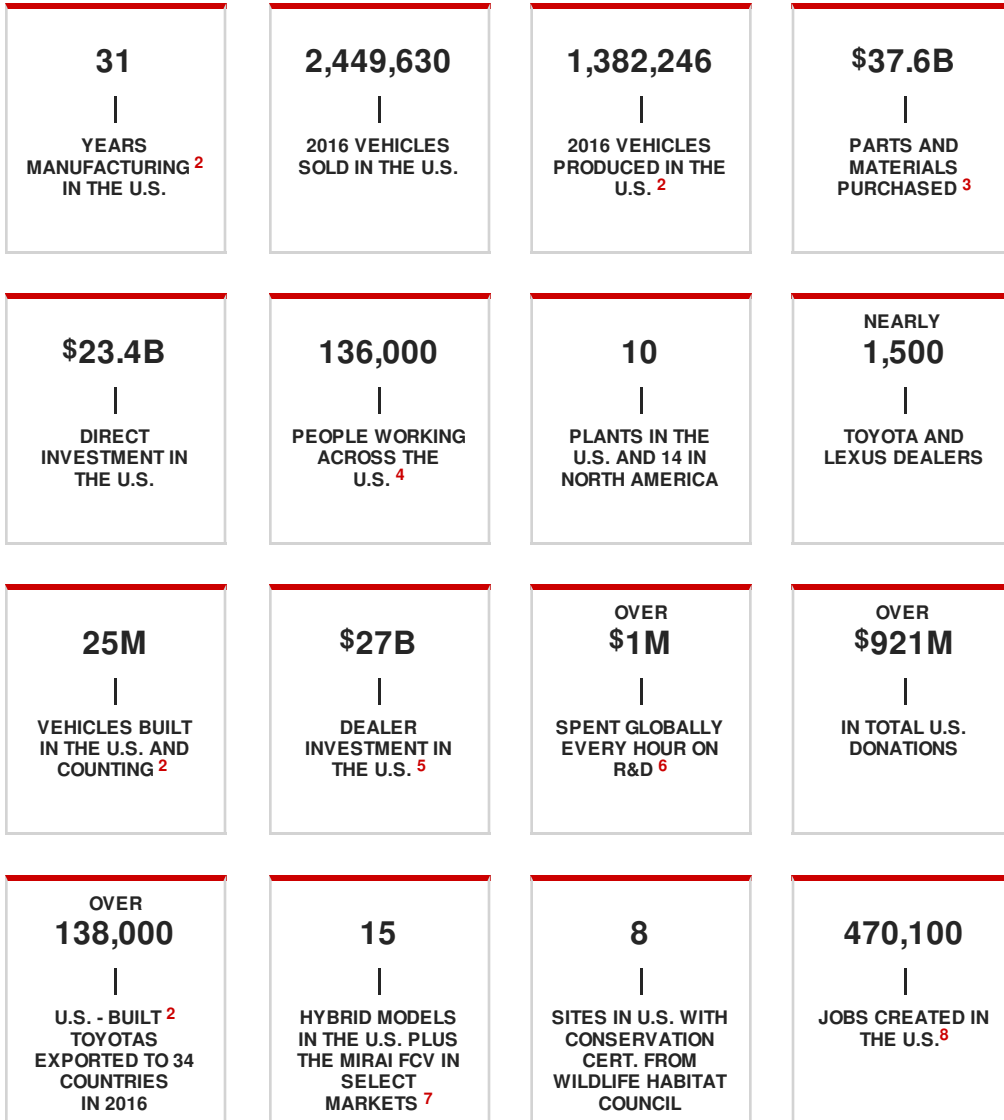 31
YEARS
MANUFACTURING 2
IN THE U.S.
2,449,630
2016 VEHICLES
SOLD IN THE U.S.
1,382,246
2016 VEHICLES
PRODUCED IN THE
U.S. 2
$37.6B
PARTS AND
MATERIALS
PURCHASED 3
$23.4B
DIRECT
INVESTMENT IN
THE U.S.
136,000
PEOPLE WORKING
ACROSS THE
U.S. 4
10
PLANTS IN THE
U.S. AND 14 IN
NORTH AMERICA
NEARLY
1,500
TOYOTA AND
LEXUS DEALERS
25M
VEHICLES BUILT
IN THE U.S. AND
COUNTING 2
$27B
DEALER
INVESTMENT IN
THE U.S. 5
OVER
$1M
SPENT GLOBALLY
EVERY HOUR ON
R&D 6
OVER
$921M
IN TOTAL U.S.
DONATIONS
OVER
138,000
U.S. - BUILT 2
TOYOTAS
EXPORTED TO 34
COUNTRIES
IN 2016
15
HYBRID MODELS
IN THE U.S. PLUS
THE MIRAI FCV IN
SELECT
MARKETS 7
8
SITES IN U.S. WITH
CONSERVATION
CERT. FROM
WILDLIFE HABITAT
COUNCIL
470,100
JOBS CREATED IN
THE U.S.8